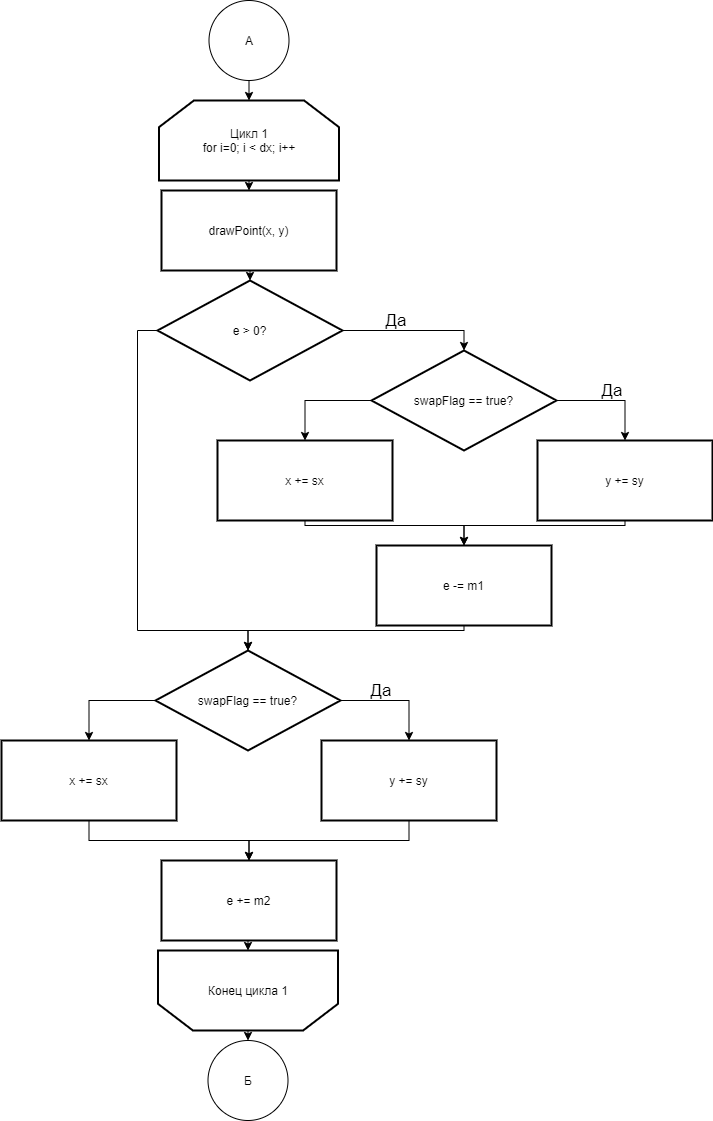 А
Цикл 1
for i=0; i < dx; i++
drawPoint(x, y)
e > 0?
Да
swapFlag == true?
Да
x += sx
y += sy
e -= m1
swapFlag == true?
Да
x += sx
y += sy
e += m2
Конец цикла 1
Б